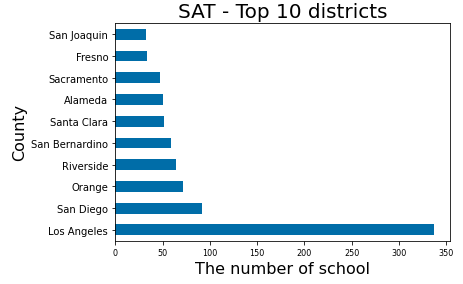 SAT - Top 10 districts
County
San Joaquin
Fresno
Sacramento
Alameda
Santa Clara
San Bernardino
Riverside
Orange
San Diego
Los Angeles
0 50 100 150 200 250 300 350
The number of school